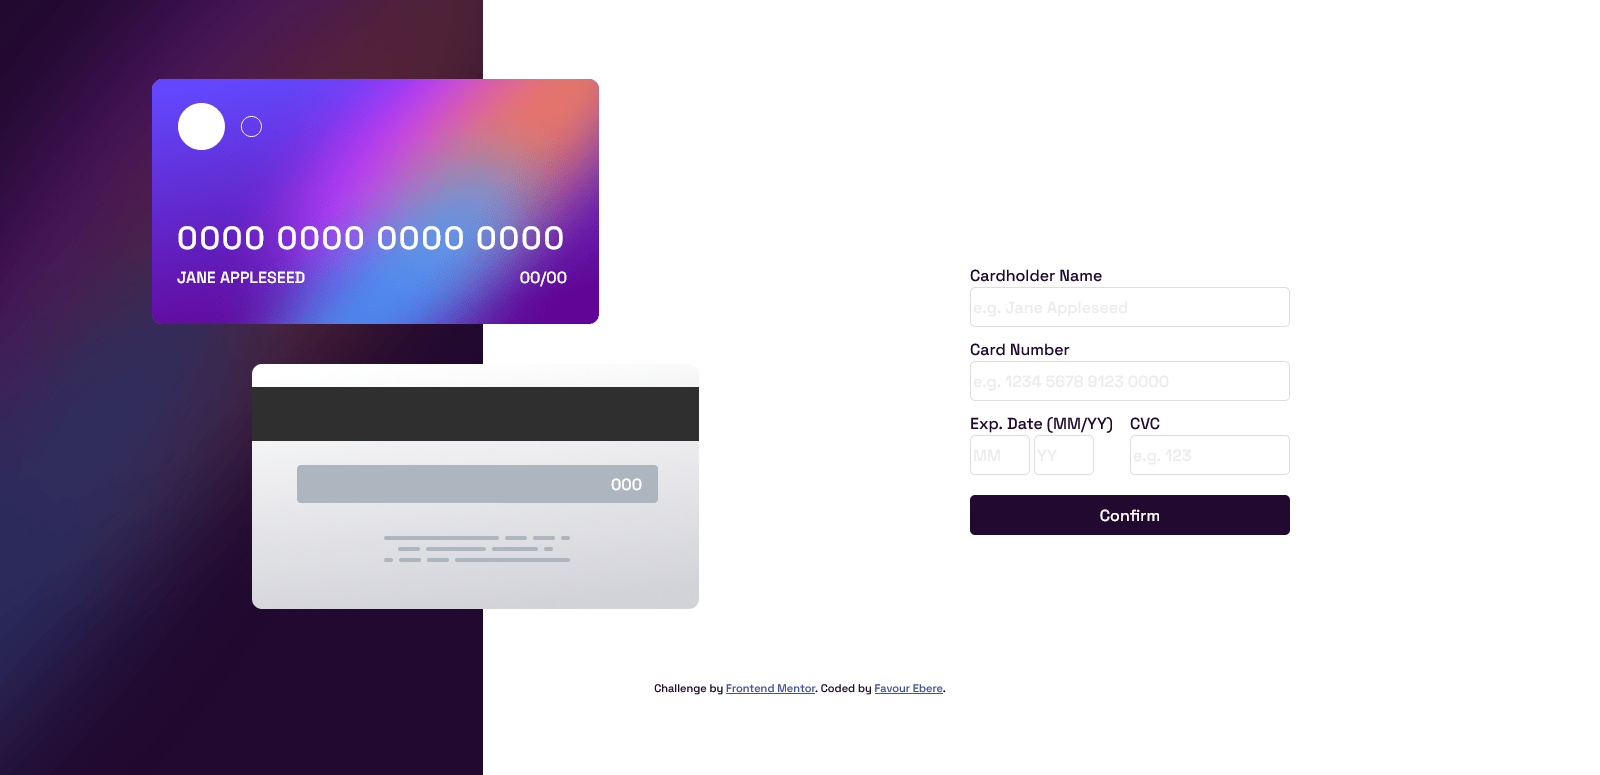 0000 0000 0000 0000
JANE APPLESEED 00/00
000
Cardholder Name
e.g. Jane Appleseed
Card Number
e.g. 1234 5678 9123 0000
Exp. Date (MM/YY) CVC
MM YY e.g. 123
Confirm
Challenge by Frontend Mentor. Coded by Favour Ebere.